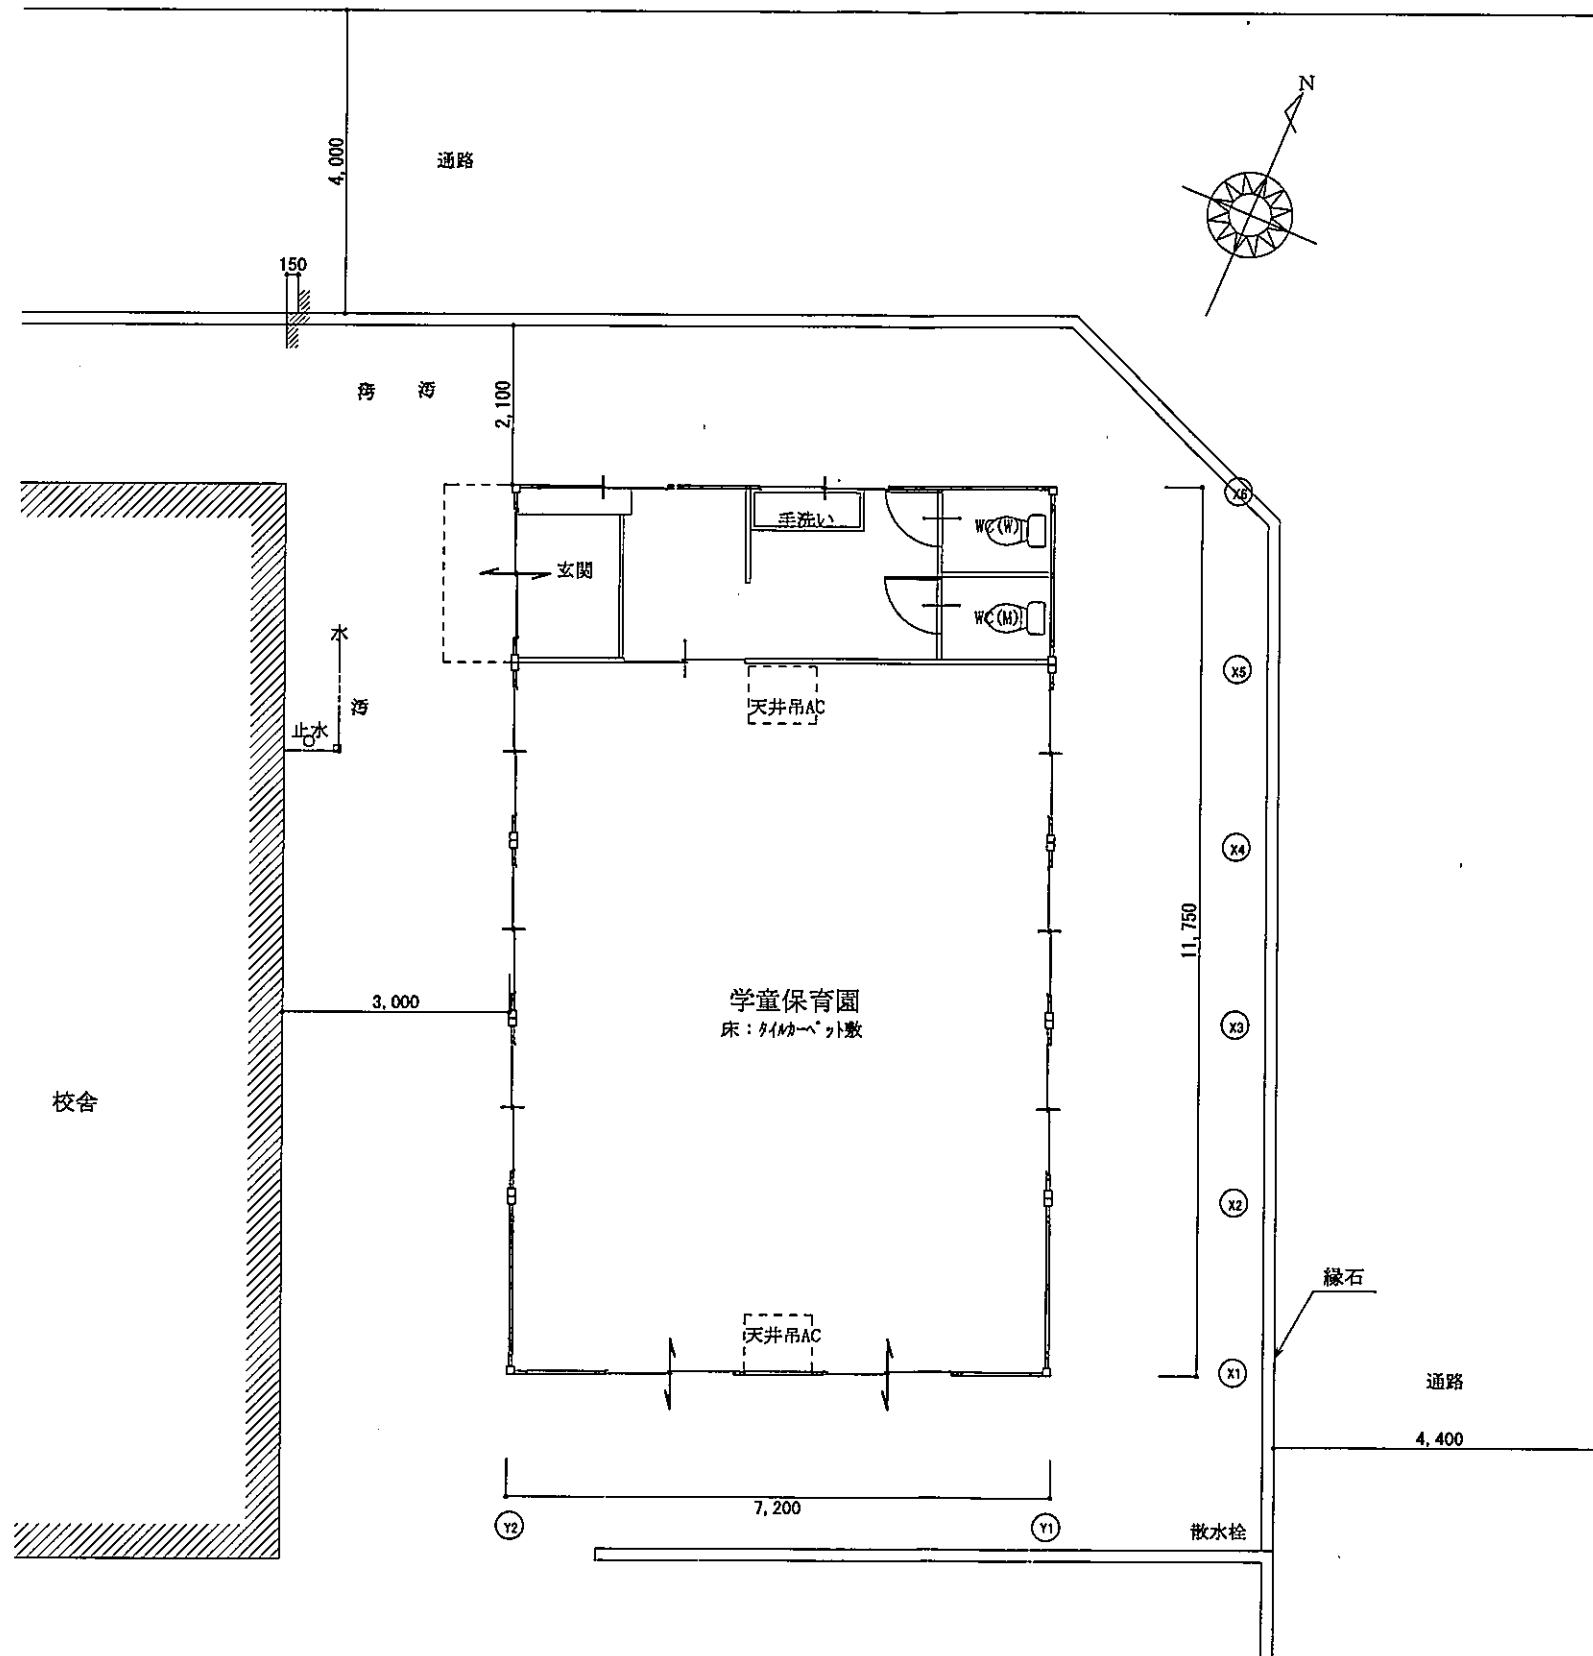 N
4,000
通路
150
汚
2,100
X6
手洗い
WC(W)
玄関
WC(M)
水
X5
汚
天井吊AC
止水
X4
11,750
学童保育園
3,000
床：ﾀｲﾙｶｰﾍﾟｯﾄ敷
X3
校舎
X2
縁石
天井吊AC
X1
通路
4,400
7,200
Y2
Y1
散水栓